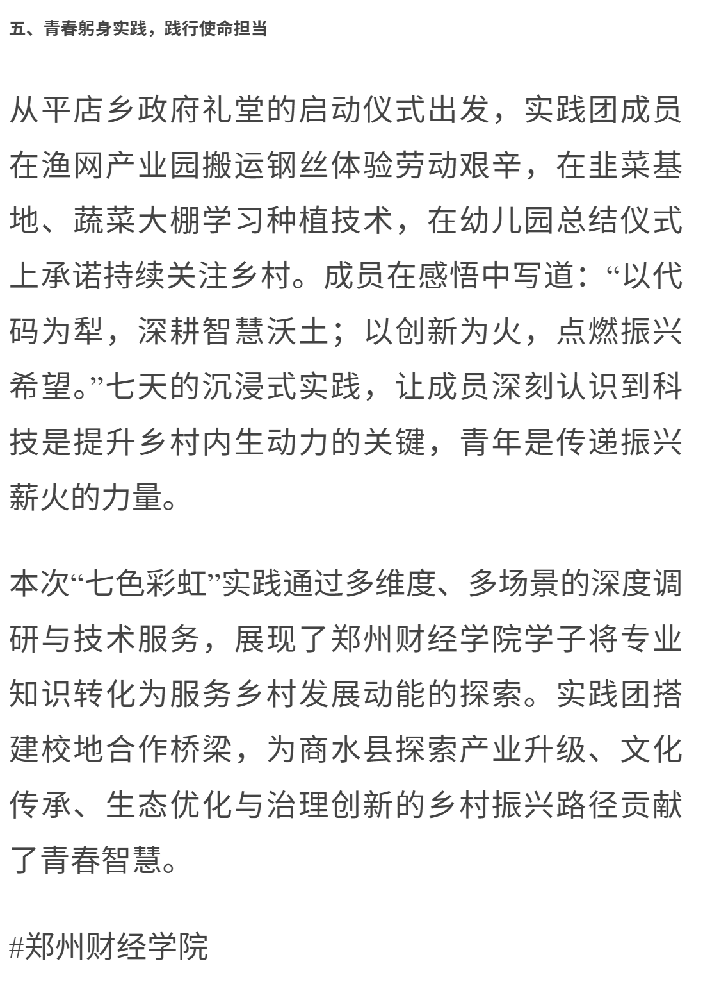 五、青春躬身实践，践行使命担当
从平店乡政府礼堂的启动仪式出发，实践团成员
在渔网产业园搬运钢丝体验劳动艰辛，在韭菜基
地、蔬菜大棚学习种植技术，在幼儿园总结仪式
上承诺持续关注乡村。成员在感悟中写道：“以代
码为犁，深耕智慧沃土；以创新为火，点燃振兴
希望。”七天的沉浸式实践，让成员深刻认识到科
技是提升乡村内生动力的关键，青年是传递振兴
薪火的力量。
本次“七色彩虹”实践通过多维度、多场景的深度调
研与技术服务，展现了郑州财经学院学子将专业
知识转化为服务乡村发展动能的探索。实践团搭
建校地合作桥梁，为商水县探索产业升级、文化
传承、生态优化与治理创新的乡村振兴路径贡献
了青春智慧。
#郑州财经学院